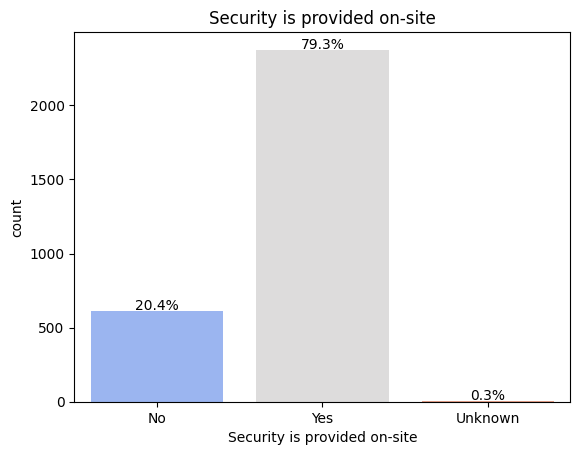 Security is provided on-site
79.3%
2000
1500
count
1000
20.4%
500
0.3%
0
No Yes Unknown
Security is provided on-site